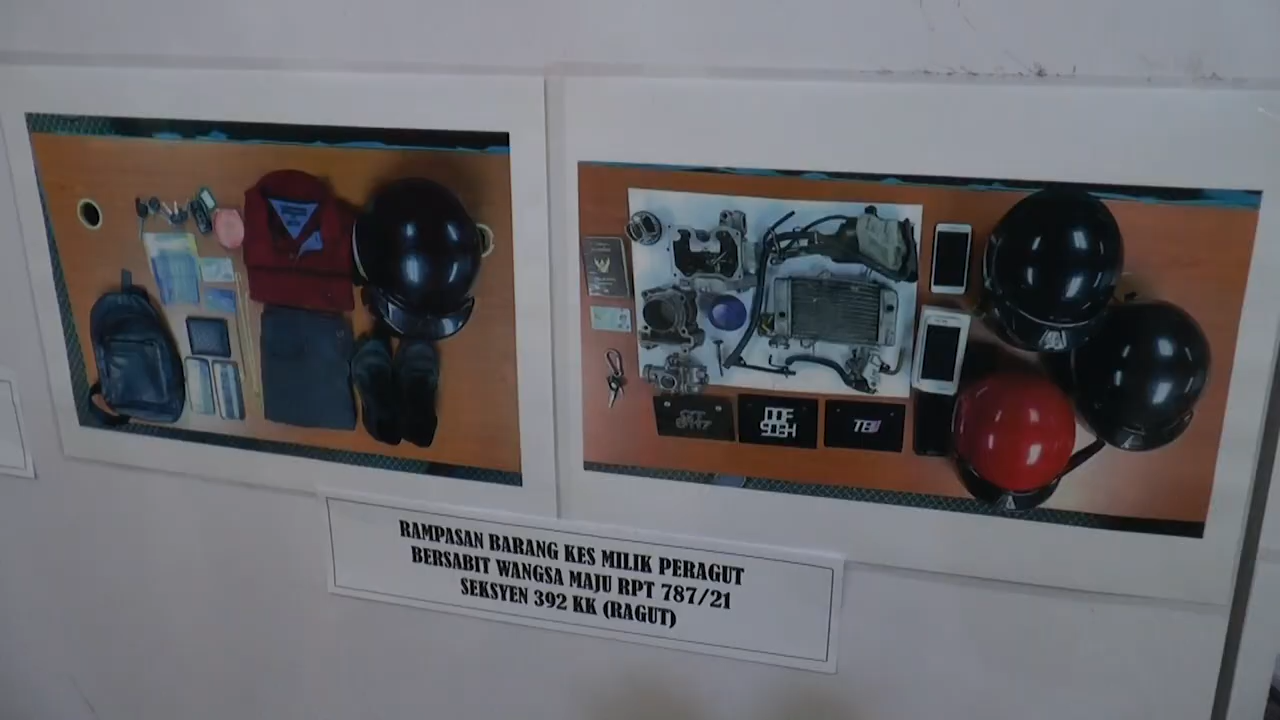 RAMPASAN BARANG KES MILIK PERAGUT
BERSABIT WANGSA MAJU RPT 787/21
SEKSYEN 392 KK (RAGUT)